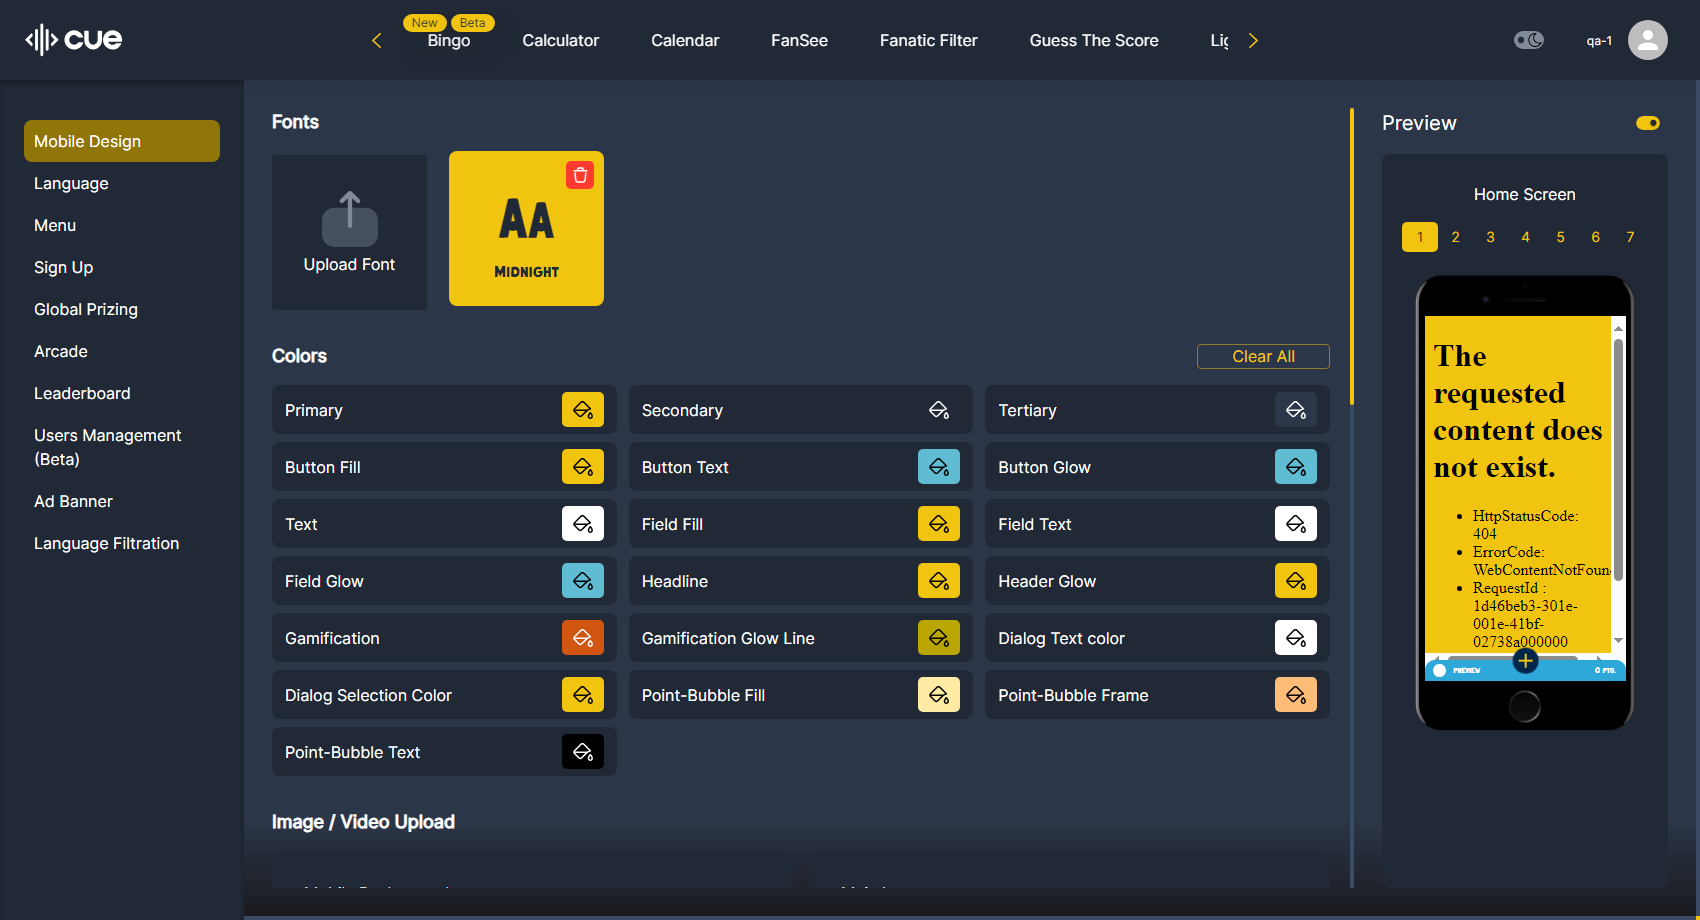 cue
New
Beta
Bingo
Calculator
Calendar
FanSee
Fanatic Filter
Guess The Score
qa-1
Mobile Design
Language
Menu
Sign Up
Global Prizing
Arcade
Leaderboard
Users Management
(Beta)
Ad Banner
Language Filtration
Fonts
Upload Font
AA
MIDNIGHT
Colors
Clear All
Primary
Secondary
Tertiary
Button Fill
Button Text
Button Glow
Text
Field Fill
Field Text
Field Glow
Headline
Header Glow
Gamification
Gamification Glow Line
Dialog Text color
Dialog Selection Color
Point-Bubble Fill
Point-Bubble Frame
Point-Bubble Text
Image / Video Upload
Preview
Home Screen
1 2 3 4 5 6 7
The
requested
content does
not exist.
HttpStatusCode:
404
ErrorCode:
WebContentNotFoun
RequestId :
1d46beb3-301e-
001e-41bf-
02738a000000
PREVIEW
0 PTS.